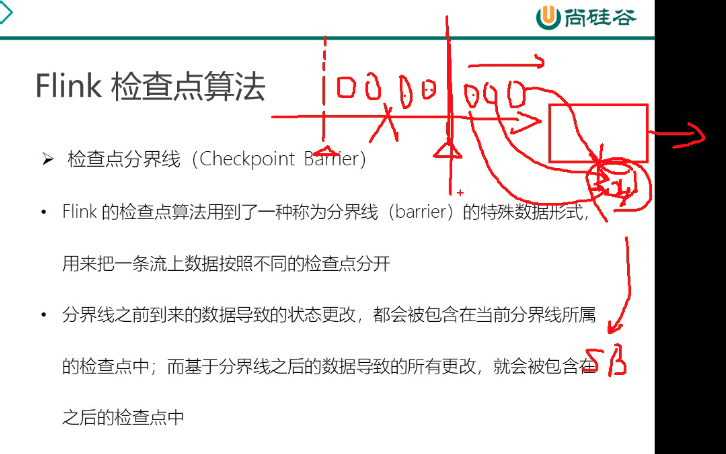 尚硅谷
Flink 检查点算法
检查点分界线（Checkpoint Barrier）
Flink 的检查点算法用到了一种称为分界线（barrier）的特殊数据形式，
用来把一条流上数据按照不同的检查点分开
分界线之前到来的数据导致的状态更改，都会被包含在当前分界线所属
的检查点中；而基于分界线之后的数据导致的所有更改，就会被包含在
之后的检查点中
SB